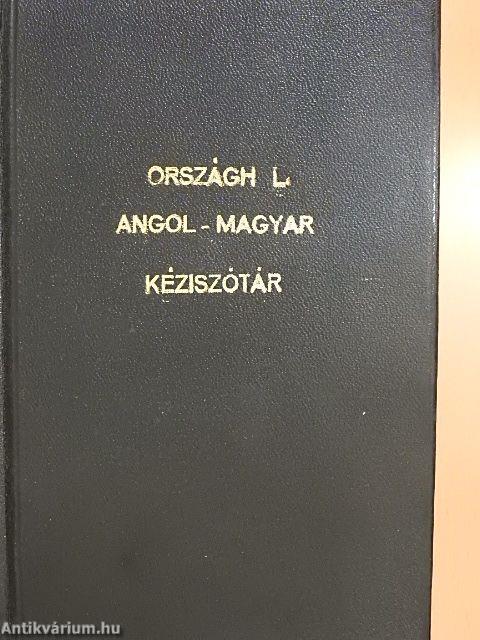 ORSZÁGH L.
ANGOL - MAGYAR
KÉZISZÓTÁR
Antikvárium.hu